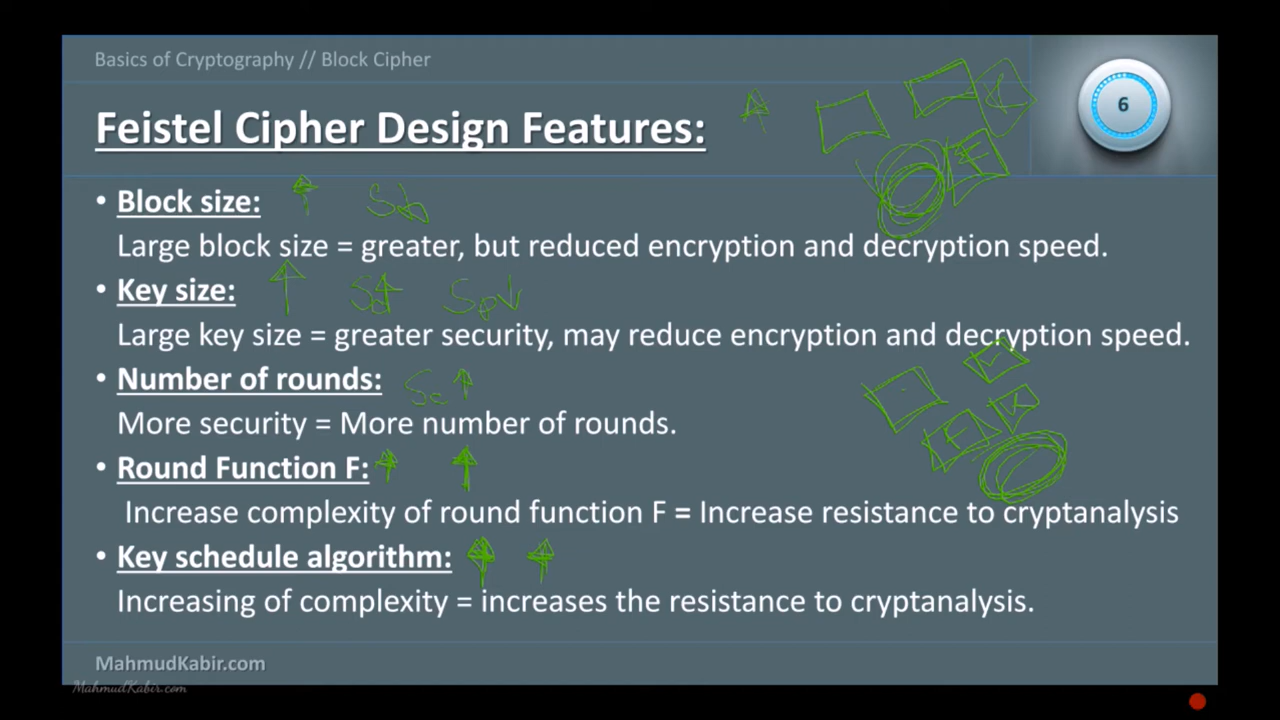 Basics of Cryptography // Block Cipher
6
Feistel Cipher Design Features:
• Block size:
Large block size = greater, but reduced encryption and decryption speed.
• Key size:
Large key size = greater security, may reduce encryption and decryption speed.
• Number of rounds:
More security = More number of rounds.
• Round Function F:
Increase complexity of round function F = Increase resistance to cryptanalysis
• Key schedule algorithm:
Increasing of complexity = increases the resistance to cryptanalysis.
MahmudKabir.com
MahmudKabir.com